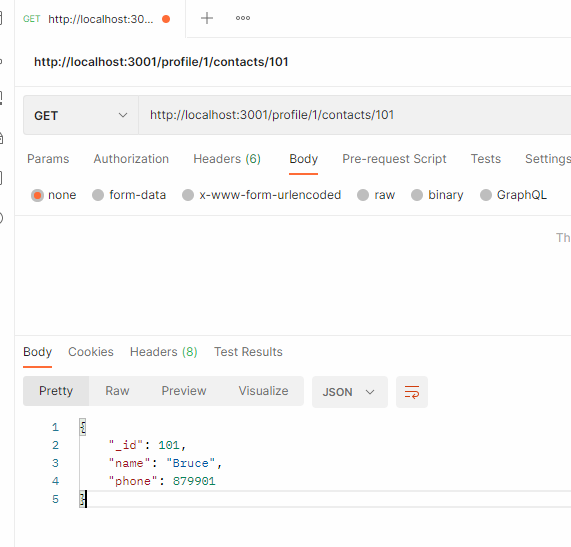 GET http://localhost:30...
http://localhost:3001/profile/1/contacts/101
GET http://localhost:3001/profile/1/contacts/101
Params Authorization Headers (6) Body Pre-request Script Tests Settings
none form-data x-www-form-urlencoded raw binary GraphQL
Th
Body Cookies Headers (8) Test Results
Pretty Raw Preview Visualize JSON
1 {
2 "_id": 101,
3 "name": "Bruce",
4 "phone": 879901
5 }